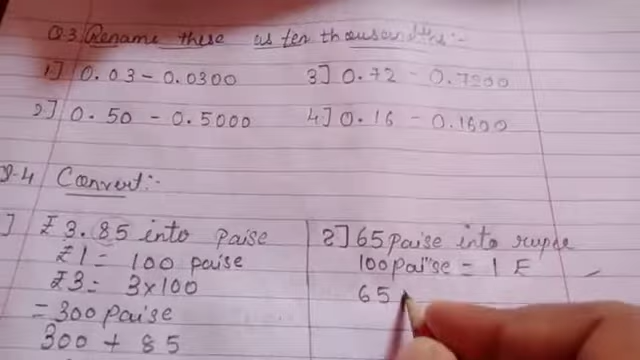 Q.3 Rename these as ten thousandths:-
1] 0.03 - 0.0300
3] 0.72 - 0.7200
2] 0.50 - 0.5000
4] 0.16 - 0.1600
Q-4 Convert:-
] ₹3.85 into paise
₹1 = 100 paise
₹3 = 3x100
= 300 paise
300 + 85
2] 65 paise into rupee
100 paise = 1 ₹
65